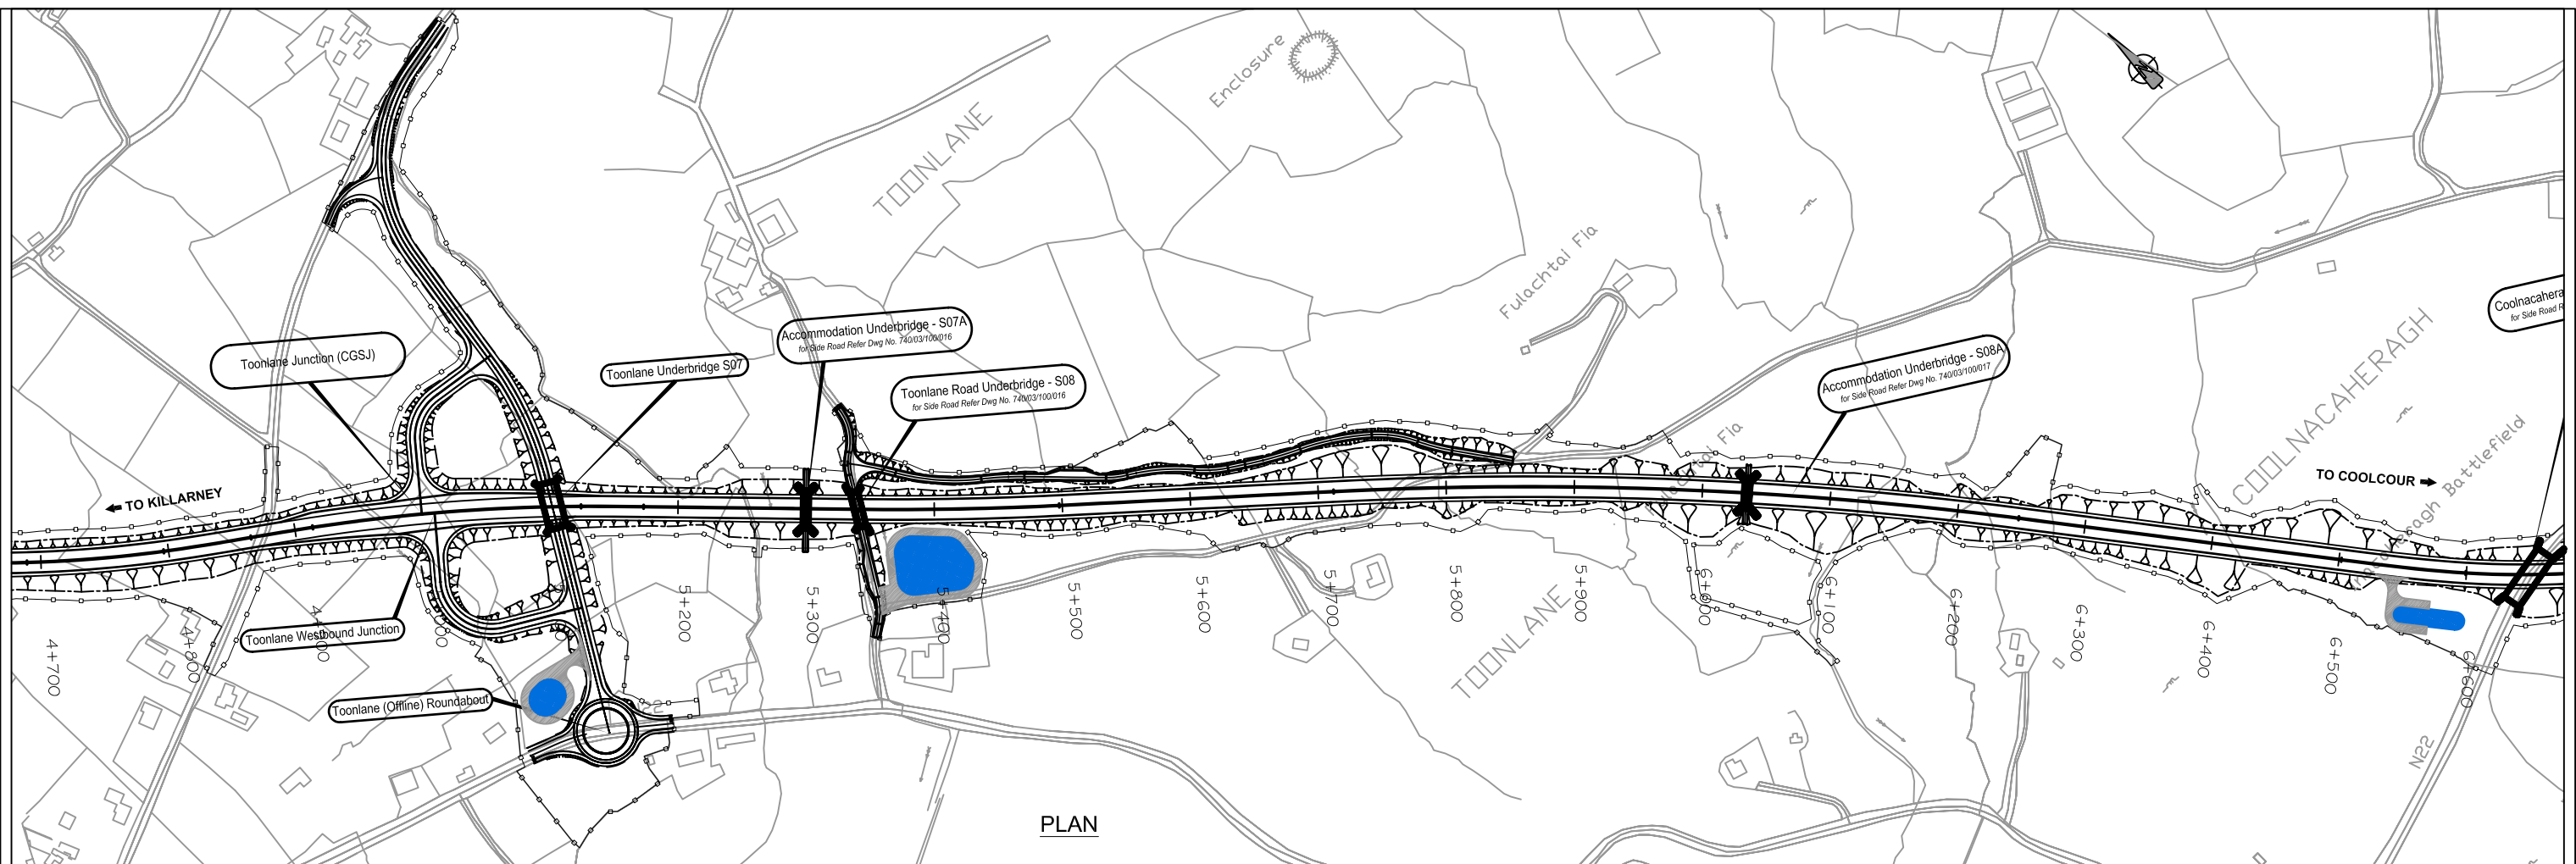 Enclosure
TOONLANE
Fulachtai Fia
Accommodation Underbridge - S07A
for Side Road Refer Dwg No. 740/03/100/016
Toonlane Junction (CGSJ)
Toonlane Underbridge S07
Toonlane Road Underbridge - S08
for Side Road Refer Dwg No. 740/03/100/016
Accommodation Underbridge - S08A
for Side Road Refer Dwg No. 740/03/100/017
Coolnacahera
for Side Road R
COOLNACAHERAGH
Fulachtai Fia
Battlefield
TO KILLARNEY
TO COOLCOUR
TOONLANE
Toonlane Westbound Junction
Toonlane (Offline) Roundabout
4+700
4+800
5+200
5+300
5+400
5+500
5+600
5+700
5+800
5+900
6+000
6+100
6+200
6+300
6+400
6+500
6+600
N22
PLAN